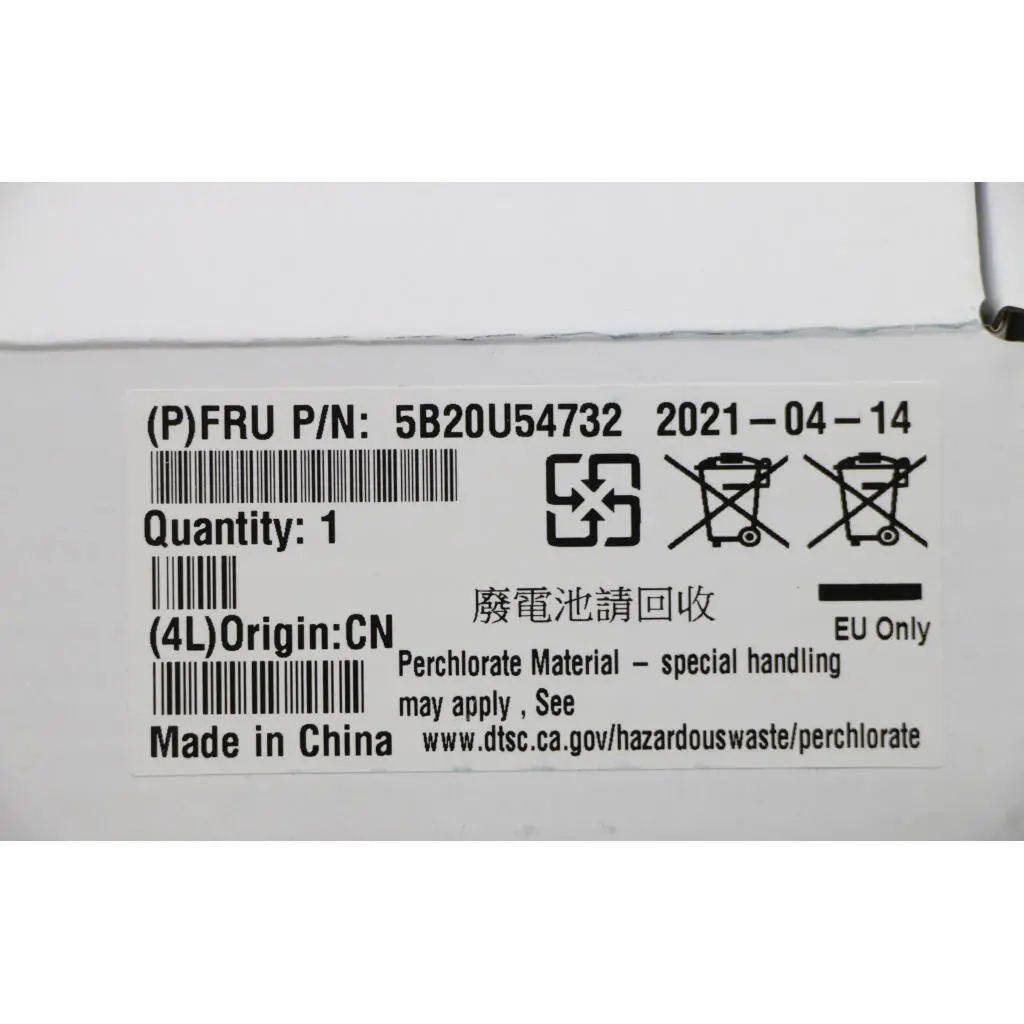 (P)FRU P/N: 5B20U54732 2021-04-14
Quantity: 1
廢電池請回收
EU Only
(4L)Origin:CN
Perchlorate Material – special handling
may apply , See
Made in China www.dtsc.ca.gov/hazardouswaste/perchlorate